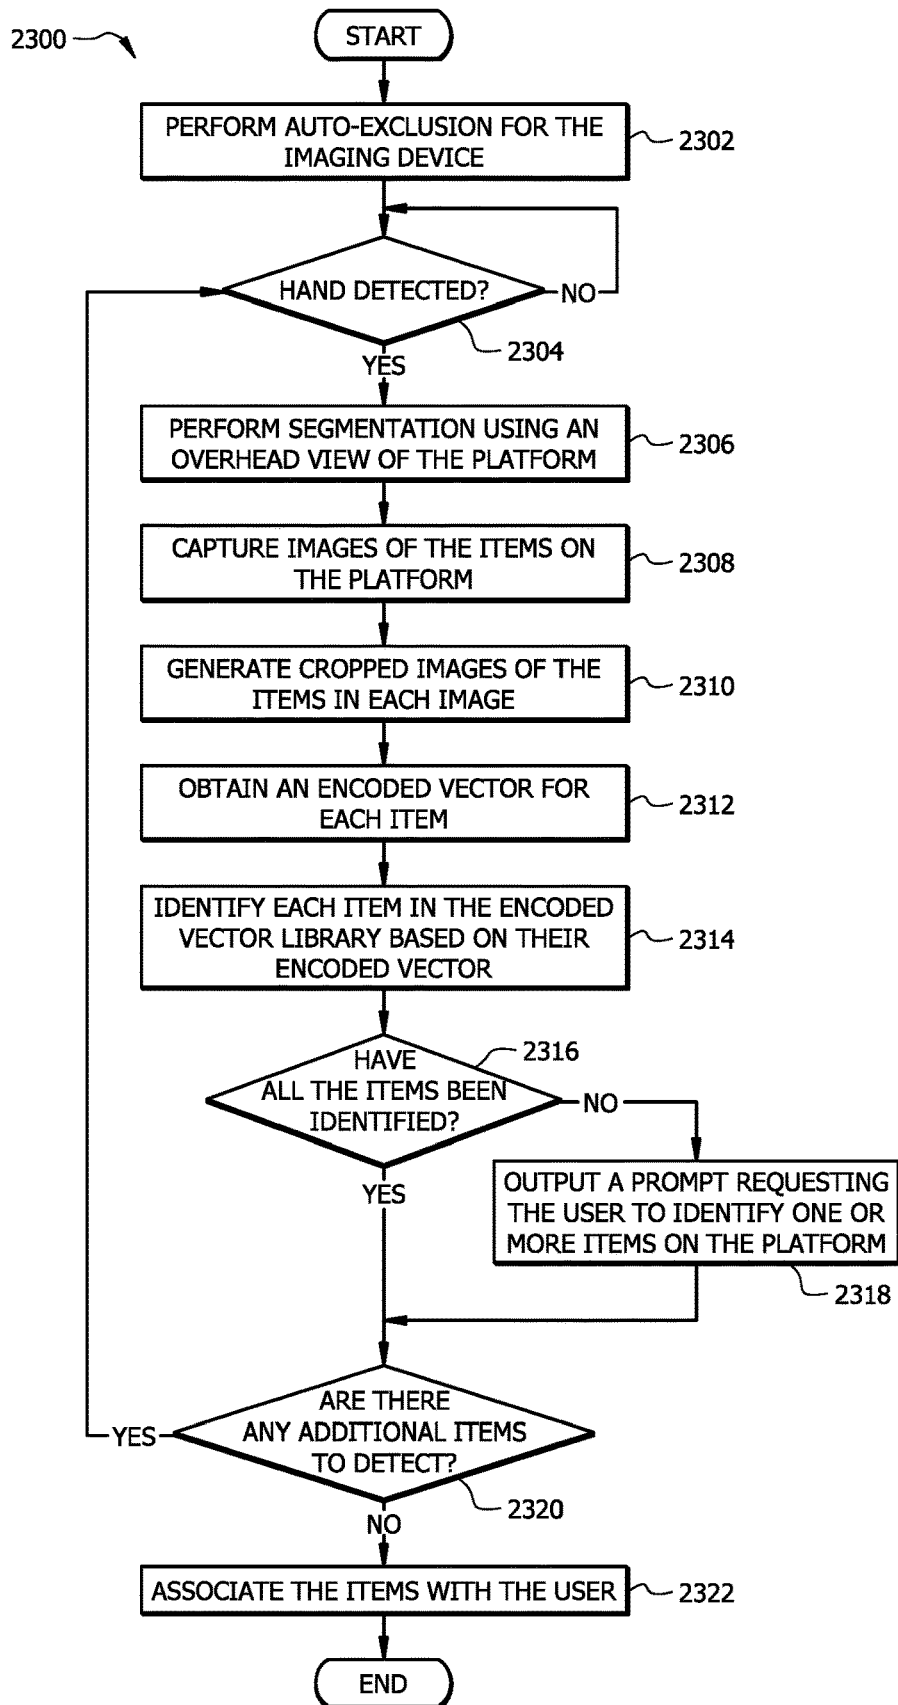 2300
START
PERFORM AUTO-EXCLUSION FOR THE
IMAGING DEVICE
2302
HAND DETECTED?
NO
2304
YES
PERFORM SEGMENTATION USING AN
OVERHEAD VIEW OF THE PLATFORM
2306
CAPTURE IMAGES OF THE ITEMS ON
THE PLATFORM
2308
GENERATE CROPPED IMAGES OF THE
ITEMS IN EACH IMAGE
2310
OBTAIN AN ENCODED VECTOR FOR
EACH ITEM
2312
IDENTIFY EACH ITEM IN THE ENCODED
VECTOR LIBRARY BASED ON THEIR
ENCODED VECTOR
2314
HAVE
ALL THE ITEMS BEEN
IDENTIFIED?
2316
NO
YES
OUTPUT A PROMPT REQUESTING
THE USER TO IDENTIFY ONE OR
MORE ITEMS ON THE PLATFORM
2318
ARE THERE
ANY ADDITIONAL ITEMS
TO DETECT?
YES
2320
NO
ASSOCIATE THE ITEMS WITH THE USER
2322
END